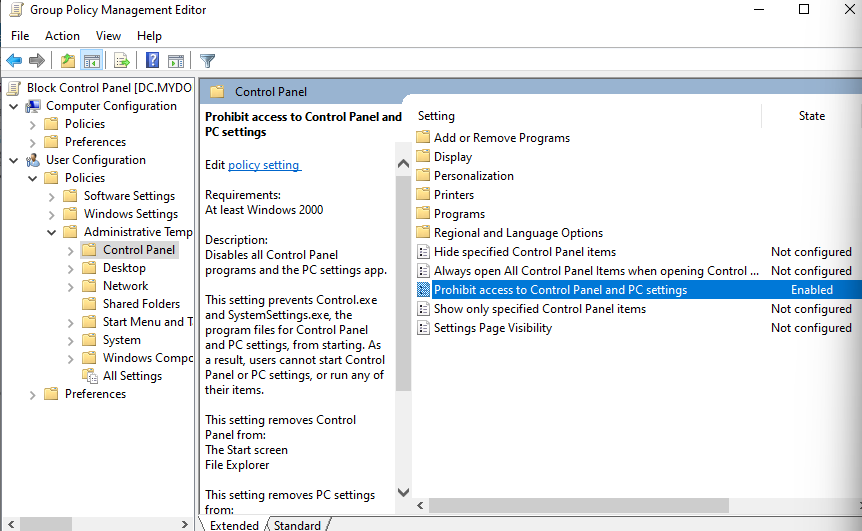 Group Policy Management Editor
File Action View Help
Block Control Panel [DC.MYDO
Computer Configuration
Policies
Preferences
User Configuration
Policies
Software Settings
Windows Settings
Administrative Temp
Control Panel
Desktop
Network
Shared Folders
Start Menu and T
System
Windows Compo
All Settings
Preferences
Control Panel
Prohibit access to Control Panel and
PC settings
Edit policy setting
Requirements:
At least Windows 2000
Description:
Disables all Control Panel
programs and the PC settings app.
This setting prevents Control.exe
and SystemSettings.exe, the
program files for Control Panel
and PC settings, from starting. As
a result, users cannot start Control
Panel or PC settings, or run any of
their items.
This setting removes Control
Panel from:
The Start screen
File Explorer
This setting removes PC settings
from:
Setting State
Add or Remove Programs
Display
Personalization
Printers
Programs
Regional and Language Options
Hide specified Control Panel items Not configured
Always open All Control Panel Items when opening Control ... Not configured
Prohibit access to Control Panel and PC settings Enabled
Show only specified Control Panel items Not configured
Settings Page Visibility Not configured
Extended Standard